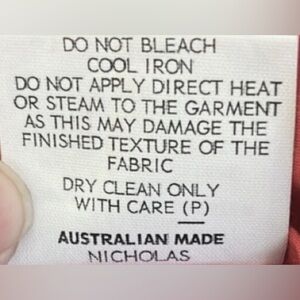 DO NOT BLEACH
COOL IRON
DO NOT APPLY DIRECT HEAT
OR STEAM TO THE GARMENT
AS THIS MAY DAMAGE THE
FINISHED TEXTURE OF THE
FABRIC
DRY CLEAN ONLY
WITH CARE (P)
AUSTRALIAN MADE
NICHOLAS